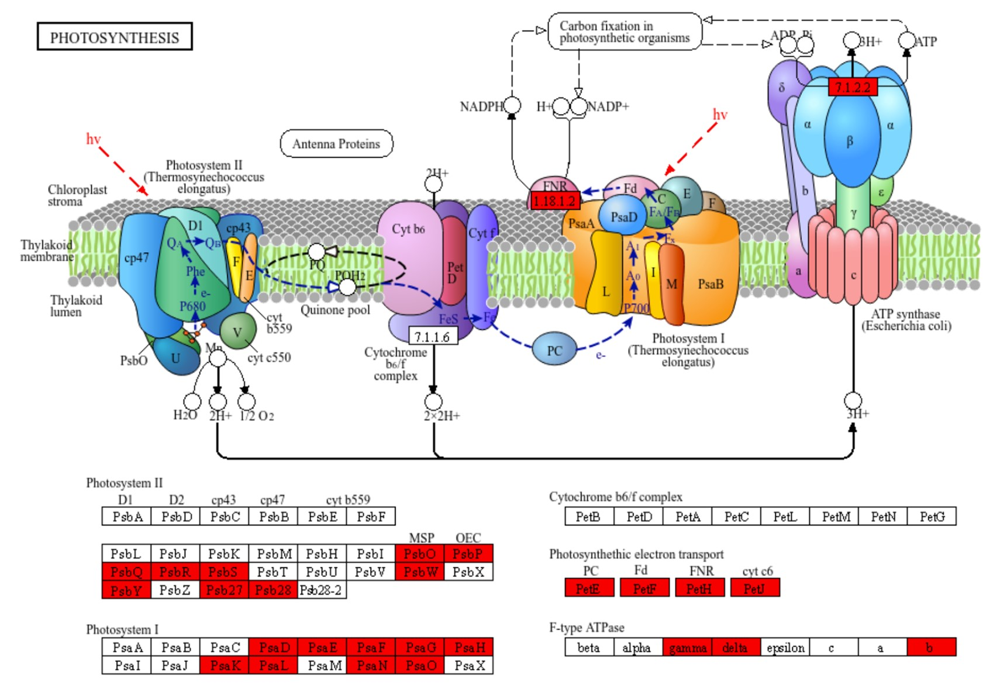 PHOTOSYNTHESIS
Carbon fixation in
photosynthetic organisms
ADP Pi
3H+
ATP
7.1.2.2
NADPH
H+
NADP+
hv
hv
Antenna Proteins
Photosystem II
(Thermosynechococcus
elongatus)
Chloroplast
stroma
Thylakoid
membrane
Thylakoid
lumen
2H+
FNR
1.18.1.2
Fd
C
E
F
FA/FB
PsaD
PsaA
Fx
A1
A0
P700
L
I
M
PsaB
D1
cp43
QA
QB
cp47
F
E
Phe
e-
P680
V
U
PsbO
Mn
cyt
b559
cyt c550
H2O
2H+
1/2 O2
PQ
PQH2
Quinone pool
Cyt b6
Pet
D
Cyt f
FeS
Fe
7.1.1.6
Cytochrome
b6/f
complex
2×2H+
PC
e-
Photosystem I
(Thermosynechococcus
elongatus)
δ
α
β
α
b
γ
ε
a
c
ATP synthase
(Escherichia coli)
3H+
Photosystem II
D1 D2 cp43 cp47 cyt b559
PsbA PsbD PsbC PsbB PsbE PsbF
MSP OEC
PsbL PsbJ PsbK PsbM PsbH PsbI PsbO PsbP
PsbQ PsbR PsbS PsbT PsbU PsbV PsbW PsbX
PsbY PsbZ Psb27 Psb28 Psb28-2
Photosystem I
PsaA PsaB PsaC PsaD PsaE PsaF PsaG PsaH
PsaI PsaJ PsaK PsaL PsaM PsaN PsaO PsaX
Cytochrome b6/f complex
PetB PetD PetA PetC PetL PetM PetN PetG
Photosynthethic electron transport
PC Fd FNR cyt c6
PetE PetF PetH PetJ
F-type ATPase
beta alpha gamma delta epsilon c a b